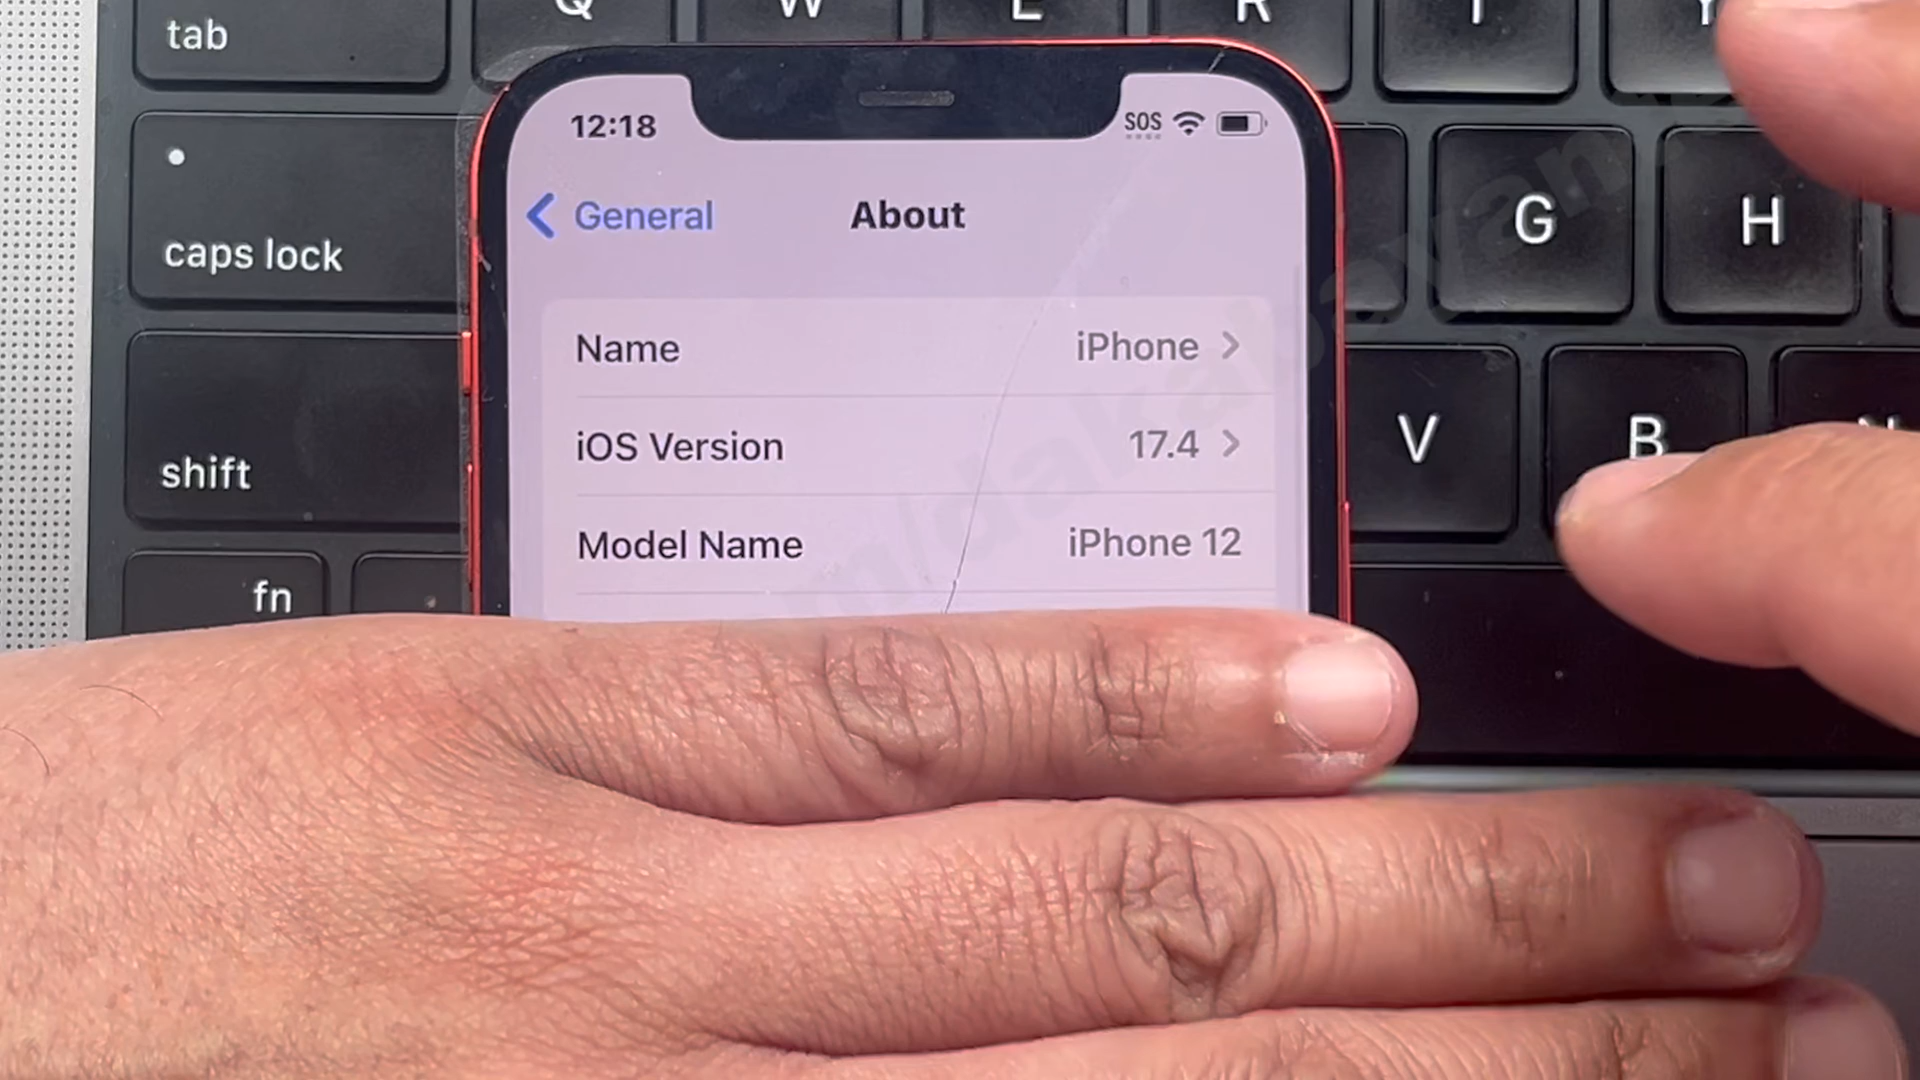 Q W E R T Y
tab
12:18 SOS
caps lock
G H
General About
Name iPhone
iOS Version 17.4
V B N
shift
Model Name iPhone 12
fn